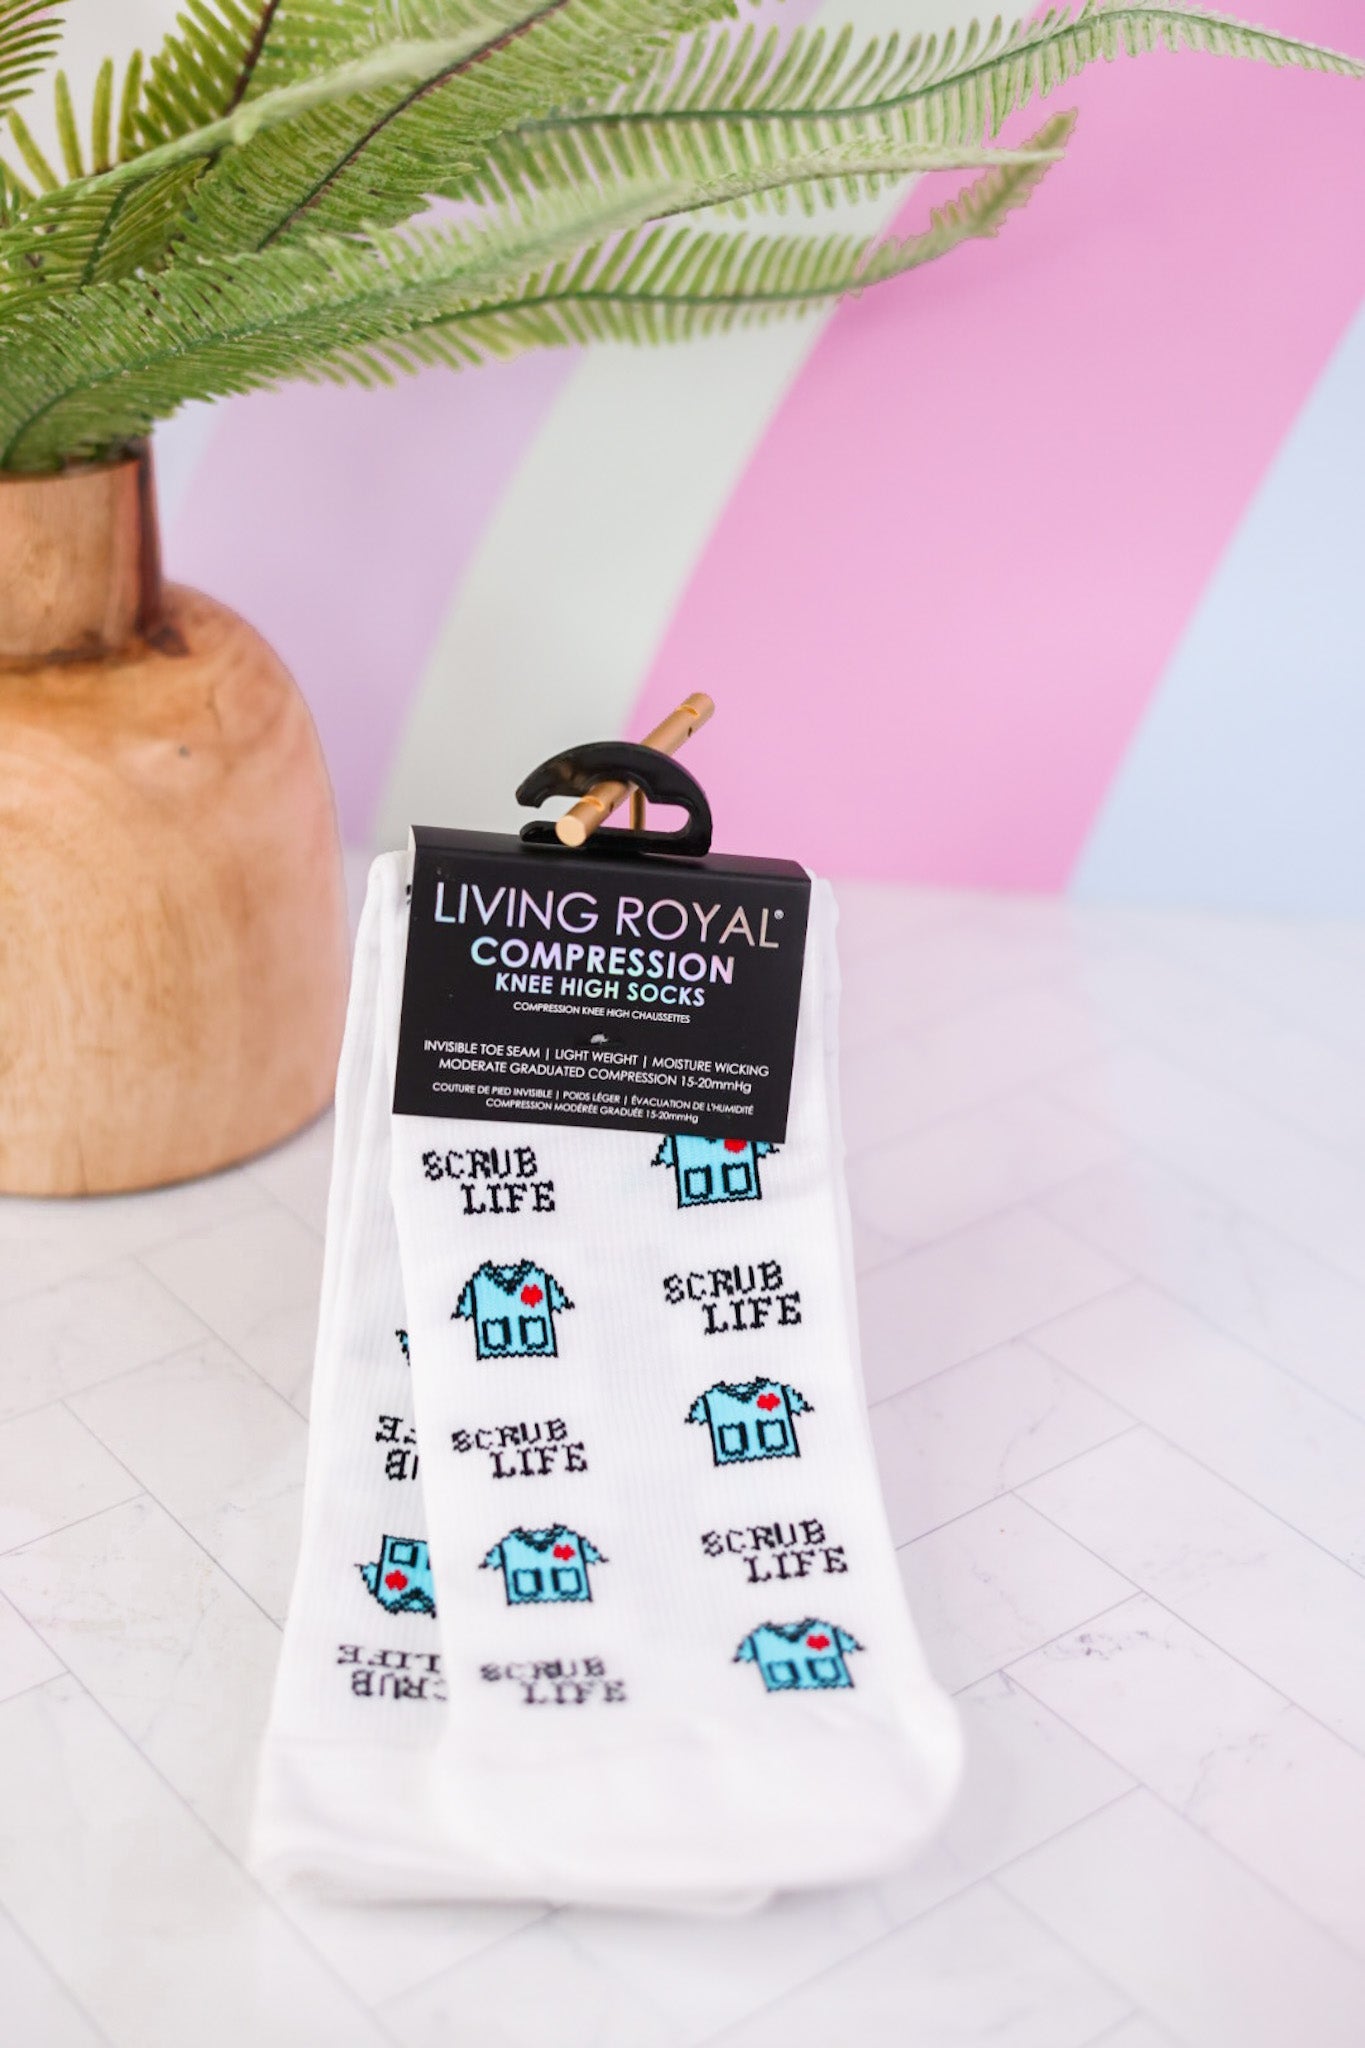 LIVING ROYAL®
COMPRESSION
KNEE HIGH SOCKS
COMPRESSION KNEE HIGH CHAUSSETTES
INVISIBLE TOE SEAM | LIGHT WEIGHT | MOISTURE WICKING
MODERATE GRADUATED COMPRESSION 15-20mmHg
COUTURE DE PIED INVISIBLE | POIDS LÉGER | ÉVACUATION DE L'HUMIDITÉ
COMPRESSION MODÉRÉE GRADUÉE 15-20mmHg
SCRUB
LIFE
SCRUB
LIFE
SCRUB
LIFE
SCRUB
LIFE
SCRUB
LIFE
LIFE
SCRUB